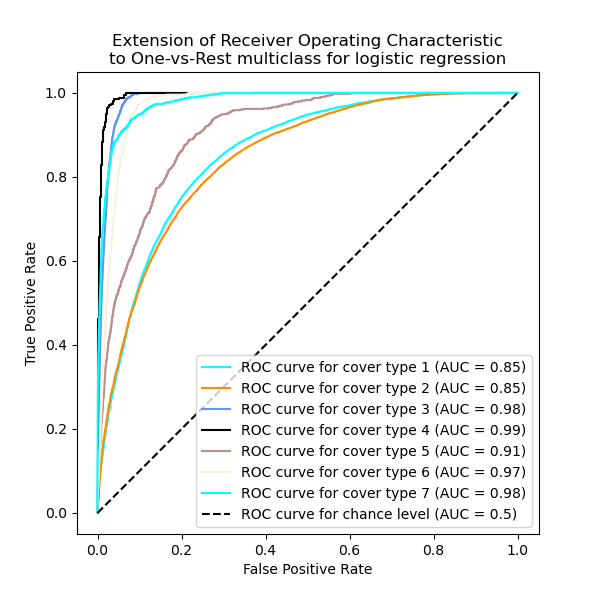 Extension of Receiver Operating Characteristic
to One-vs-Rest multiclass for logistic regression
True Positive Rate
1.0
0.8
0.6
0.4
0.2
0.0
ROC curve for cover type 1 (AUC = 0.85)
ROC curve for cover type 2 (AUC = 0.85)
ROC curve for cover type 3 (AUC = 0.98)
ROC curve for cover type 4 (AUC = 0.99)
ROC curve for cover type 5 (AUC = 0.91)
ROC curve for cover type 6 (AUC = 0.97)
ROC curve for cover type 7 (AUC = 0.98)
ROC curve for chance level (AUC = 0.5)
0.0 0.2 0.4 0.6 0.8 1.0
False Positive Rate